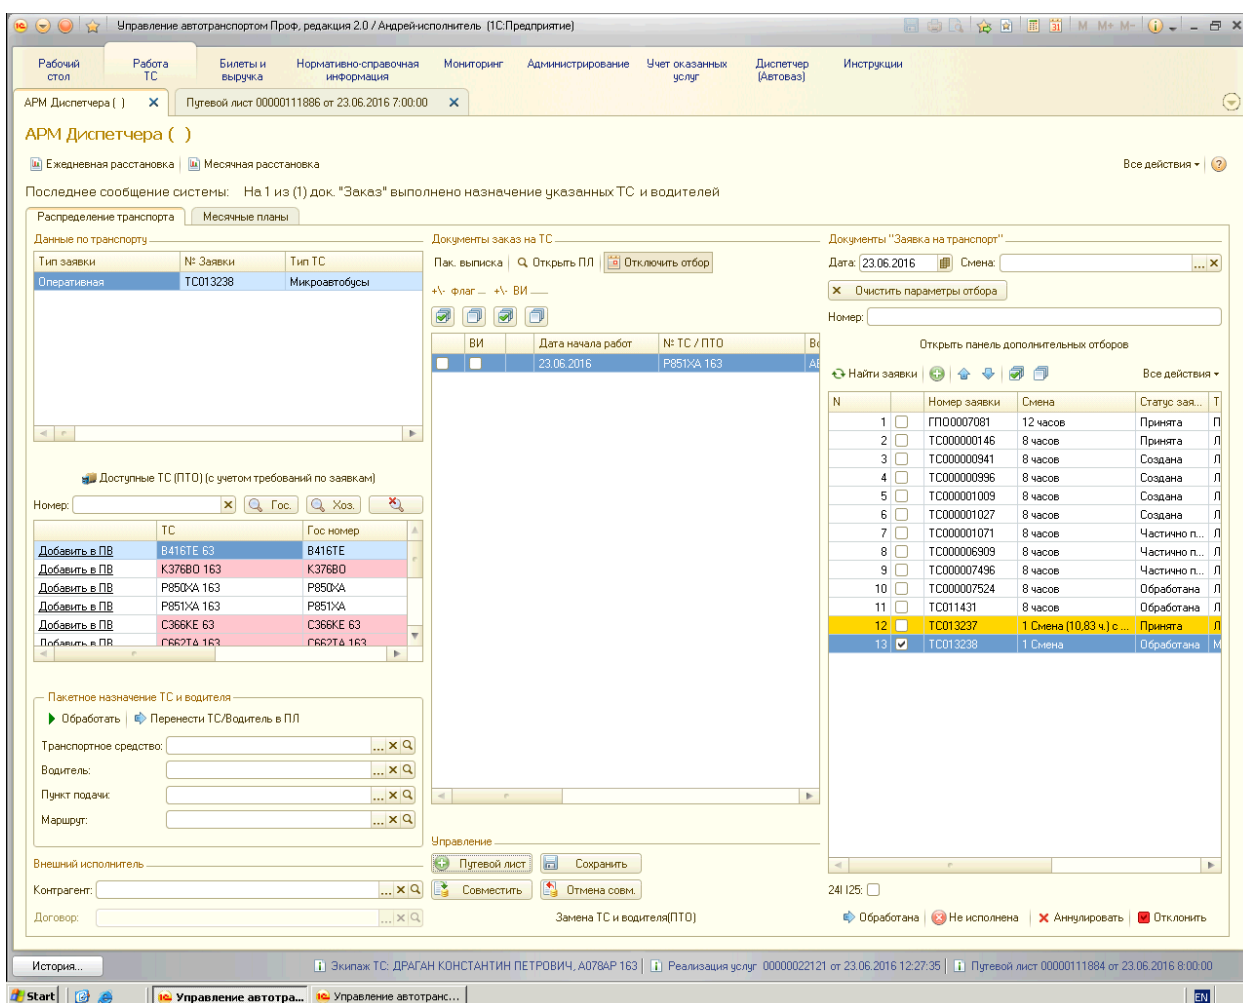 Управление автотранспортом Проф, редакция 2.0 / Андрей-исполнитель (1С:Предприятие)
M M+ M-
Рабочий стол
Работа ТС
Билеты и выручка
Нормативно-справочная информация
Мониторинг
Администрирование
Учет оказанных услуг
Диспетчер (Автоваз)
Инструкции
АРМ Диспетчера ( )
Путевой лист 00000111886 от 23.06.2016 7:00:00
АРМ Диспетчера ( )
Ежедневная расстановка Месячная расстановка Все действия
Последнее сообщение системы: На 1 из (1) док. "Заказ" выполнено назначение указанных ТС и водителей
Распределение транспорта Месячные планы
Данные по транспорту
Тип заявки № Заявки Тип ТС
Оперативная ТС013238 Микроавтобусы
Доступные ТС (ПТО) (с учетом требований по заявкам)
Номер: Гос. Хоз.
ТС Гос номер
Добавить в ПВ В416ТЕ 63 В416ТЕ
Добавить в ПВ К376ВО 163 К376ВО
Добавить в ПВ Р850ХА 163 Р850ХА
Добавить в ПВ Р851ХА 163 Р851ХА
Добавить в ПВ С366КЕ 63 С366КЕ 63
Добавить в ПВ С662ТА 163 С662ТА 163
Пакетное назначение ТС и водителя
Обработать Перенести ТС/Водитель в ПЛ
Транспортное средство:
Водитель:
Пункт подачи:
Маршрут:
Внешний исполнитель
Контрагент:
Договор:
Документы заказ на ТС
Пак. выписка Открыть ПЛ Отключить отбор
+\- флаг +\- ВИ
ВИ Дата начала работ № ТС / ПТО Во
23.06.2016 Р851ХА 163
Управление
Путевой лист Сохранить
Совместить Отмена совм.
Замена ТС и водителя(ПТО)
Документы "Заявка на транспорт"
Дата: 23.06.2016 Смена:
Очистить параметры отбора
Номер:
Открыть панель дополнительных отборов
Найти заявки Все действия
N Номер заявки Смена Статус зая... Т
1 ГПО0007081 12 часов Принята П
2 ТС000000146 8 часов Принята Л
3 ТС000000941 8 часов Создана Л
4 ТС000000996 8 часов Создана Л
5 ТС000001009 8 часов Создана Л
6 ТС000001027 8 часов Создана Л
7 ТС000001071 8 часов Частично п... Л
8 ТС000006909 8 часов Частично п... Л
9 ТС000007496 8 часов Частично п... Л
10 ТС000007524 8 часов Обработана Л
11 ТС011431 8 часов Обработана Л
12 ТС013237 1 Смена (10,83 ч.) с ... Принята Л
13 ТС013238 1 Смена Обработана М
24I I25:
Обработана Не исполнена Аннулировать Отклонить
История...
Экипаж ТС: ДРАГАН КОНСТАНТИН ПЕТРОВИЧ, А078АР 163 Реализация услуг 00000022121 от 23.06.2016 12:27:35 Путевой лист 00000111884 от 23.06.2016 8:00:00
Start Управление автотра... Управление автотранс... EN